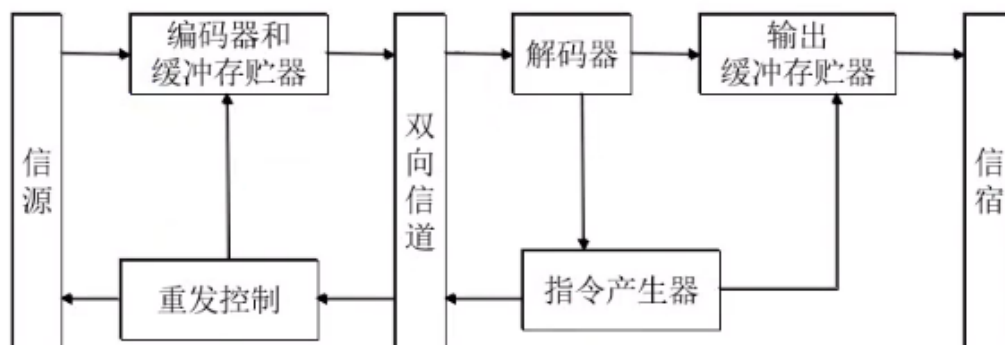 信源
编码器和
缓冲存贮器
双向信道
解码器
输出
缓冲存贮器
信宿
重发控制
指令产生器